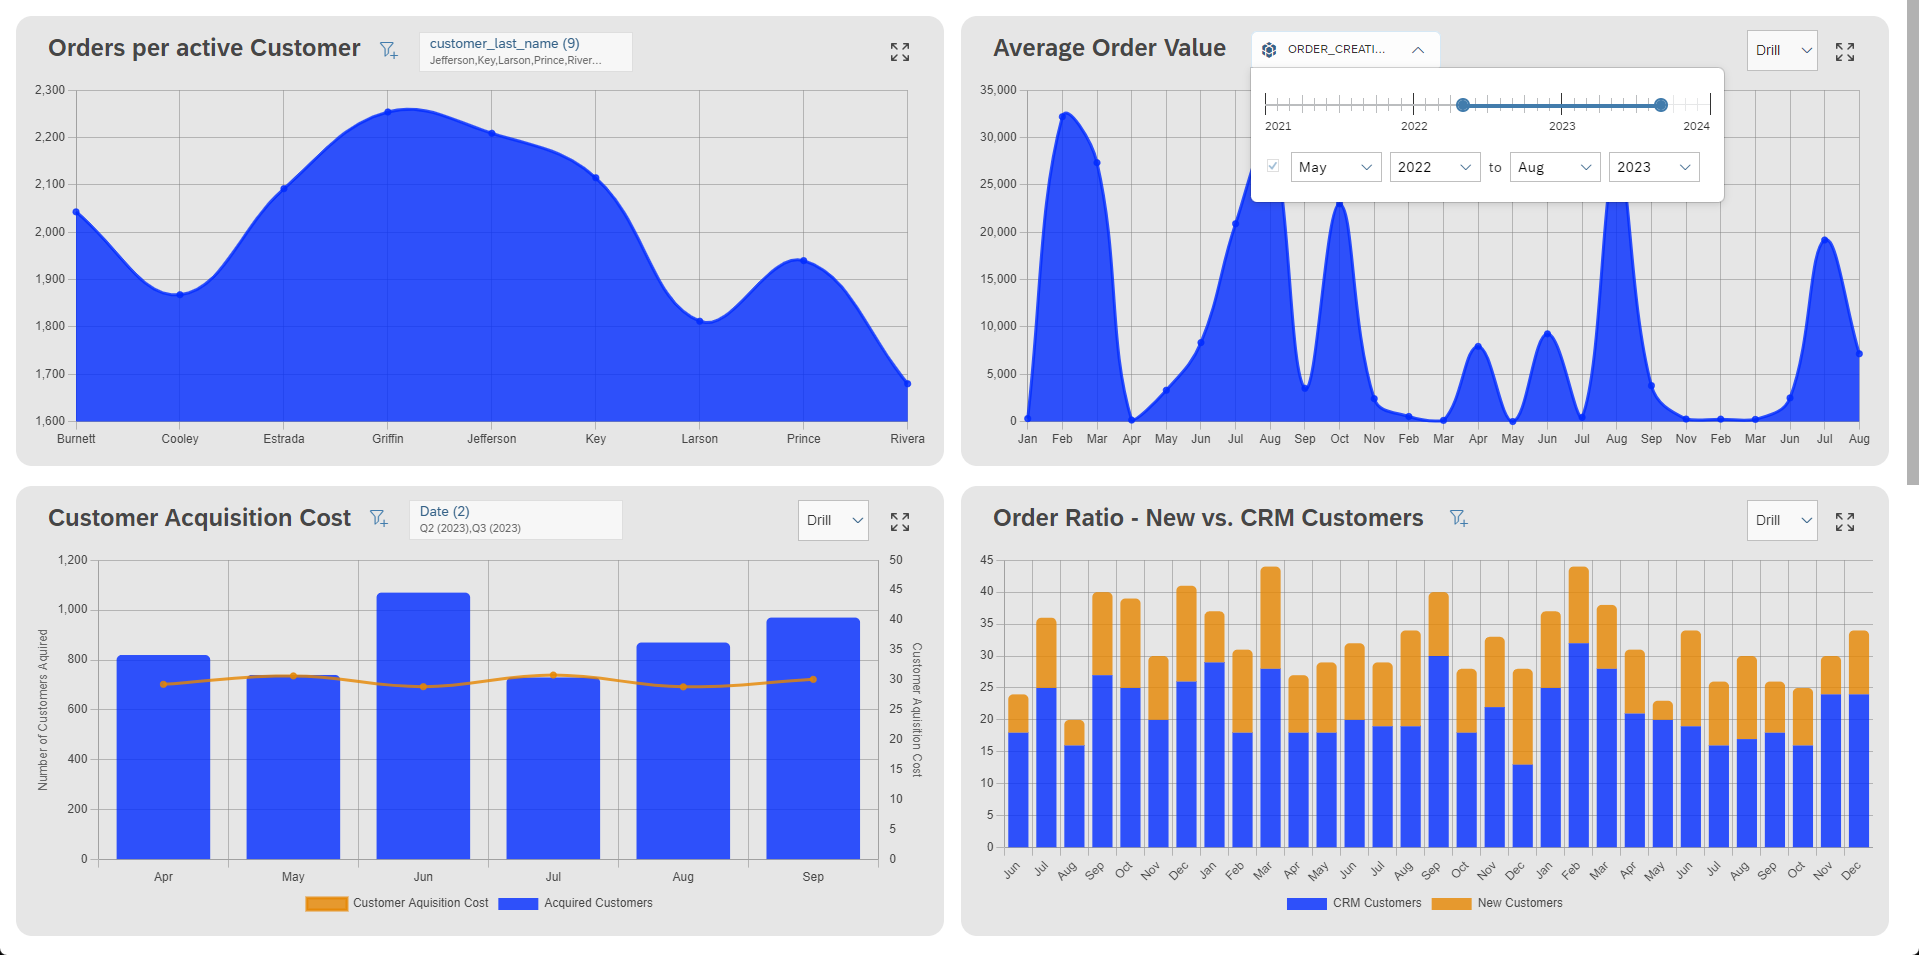 Orders per active Customer
customer_last_name (9)
Jefferson,Key,Larson,Prince,River...
2,300
2,200
2,100
2,000
1,900
1,800
1,700
1,600
Burnett Cooley Estrada Griffin Jefferson Key Larson Prince Rivera
Average Order Value
ORDER_CREATI...
Drill
2021 2022 2023 2024
May 2022 to Aug 2023
35,000
30,000
25,000
20,000
15,000
10,000
5,000
0
Jan Feb Mar Apr May Jun Jul Aug Sep Oct Nov Feb Mar Apr May Jun Jul Aug Sep Nov Feb Mar Jun Jul Aug
Customer Acquisition Cost
Date (2)
Q2 (2023),Q3 (2023)
Drill
Number of Customers Aquired
1,200
1,000
800
600
400
200
0
50
45
40
35
30
25
20
15
10
5
0
Customer Aquisition Cost
Apr May Jun Jul Aug Sep
Customer Aquisition Cost Acquired Customers
Order Ratio - New vs. CRM Customers
Drill
45
40
35
30
25
20
15
10
5
0
Jun Jul Aug Sep Oct Nov Dec Jan Feb Mar Apr May Jun Jul Aug Sep Oct Nov Dec Jan Feb Mar Apr May Jun Jul Aug Sep Oct Nov Dec
CRM Customers New Customers